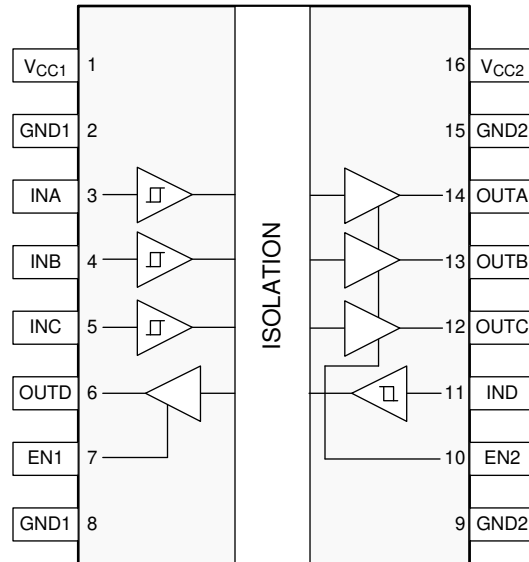 VCC1 1 16 VCC2
GND1 2 15 GND2
INA 3 14 OUTA
INB 4 13 OUTB
INC 5 12 OUTC
OUTD 6 11 IND
EN1 7 10 EN2
GND1 8 9 GND2
ISOLATION